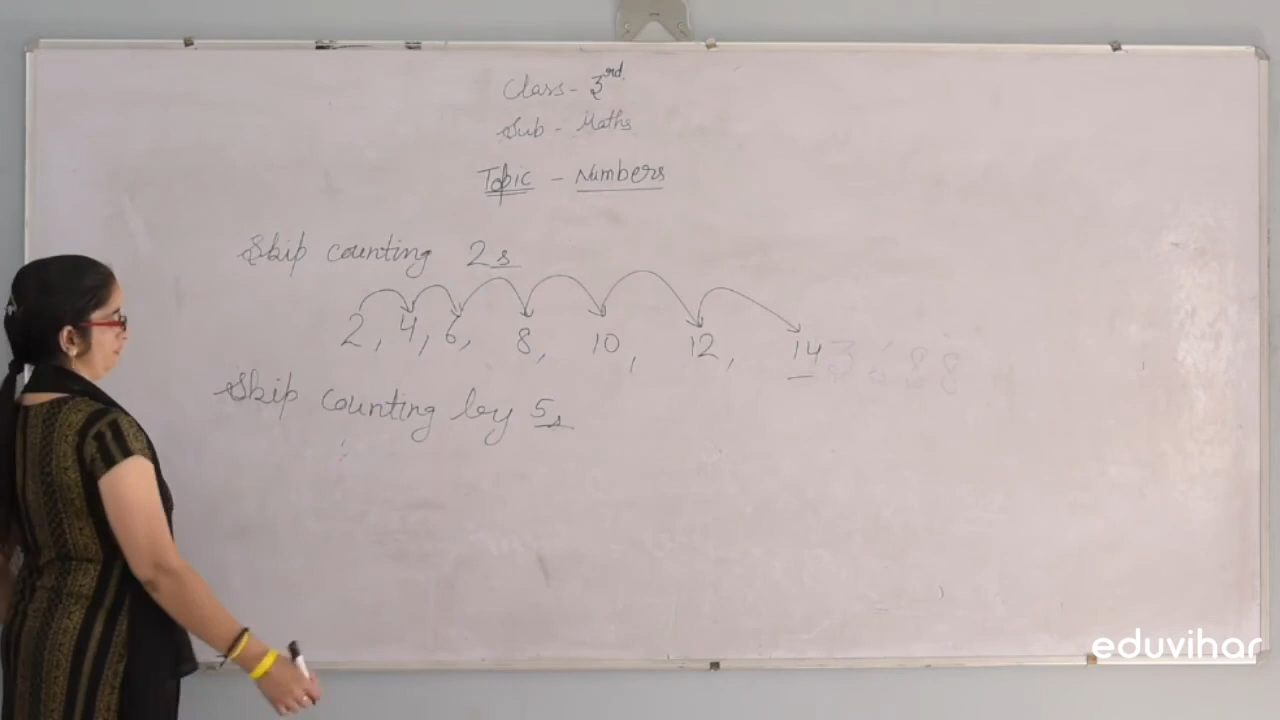 Class - 3rd.
Sub - Maths
Topic - Numbers
Skip counting 2s
2, 4, 6, 8, 10, 12, 14
Skip counting by 5s
eduvihar